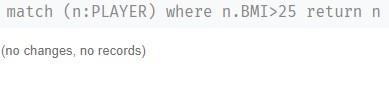 match (n:PLAYER) where n.BMI>25 return n
(no changes, no records)